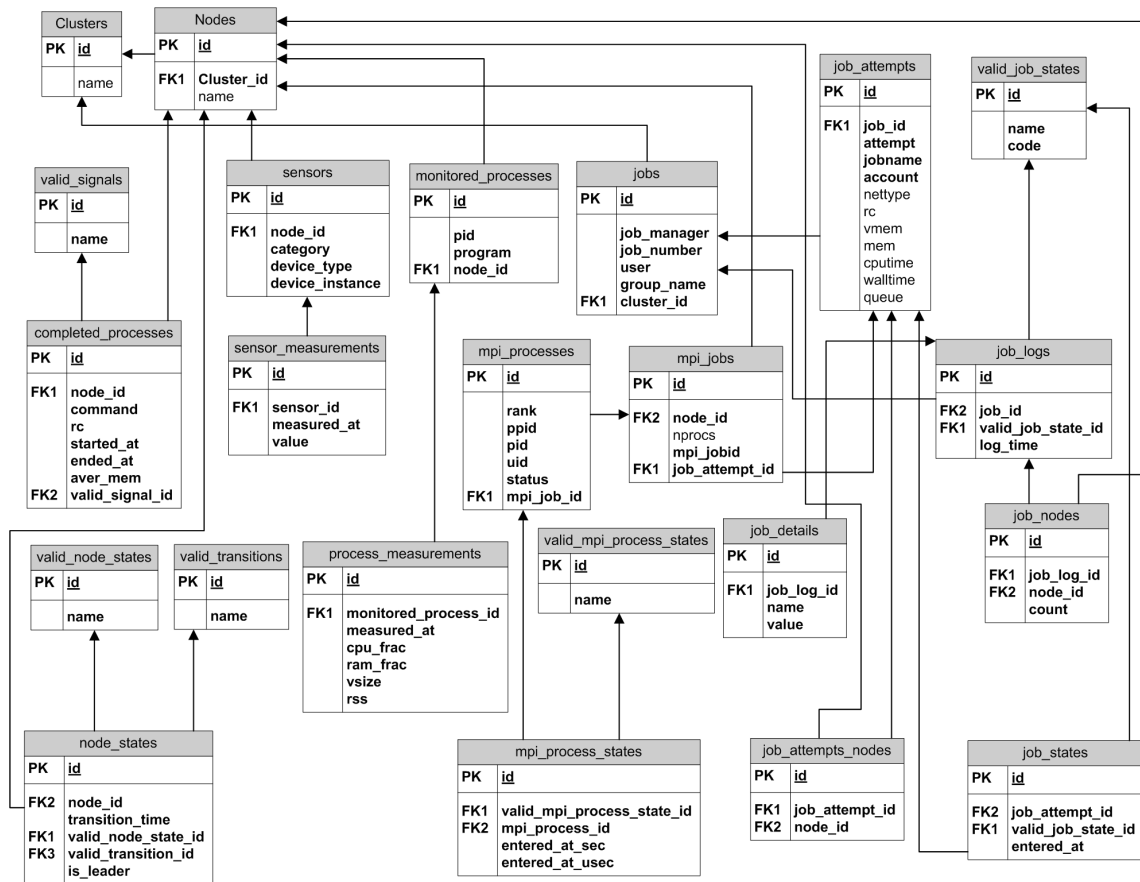 Clusters
PK id
name
Nodes
PK id
FK1 Cluster_id
name
job_attempts
PK id
FK1 job_id
attempt
jobname
account
nettype
rc
vmem
mem
cputime
walltime
queue
valid_job_states
PK id
name
code
valid_signals
PK id
name
sensors
PK id
FK1 node_id
category
device_type
device_instance
monitored_processes
PK id
pid
program
FK1 node_id
jobs
PK id
job_manager
job_number
user
group_name
FK1 cluster_id
completed_processes
PK id
FK1 node_id
command
rc
started_at
ended_at
aver_mem
FK2 valid_signal_id
sensor_measurements
PK id
FK1 sensor_id
measured_at
value
mpi_processes
PK id
rank
ppid
pid
uid
status
FK1 mpi_job_id
mpi_jobs
PK id
FK2 node_id
nprocs
mpi_jobid
FK1 job_attempt_id
job_logs
PK id
FK2 job_id
FK1 valid_job_state_id
log_time
valid_node_states
PK id
name
valid_transitions
PK id
name
process_measurements
PK id
FK1 monitored_process_id
measured_at
cpu_frac
ram_frac
vsize
rss
valid_mpi_process_states
PK id
name
job_details
PK id
FK1 job_log_id
name
value
job_nodes
PK id
FK1 job_log_id
FK2 node_id
count
node_states
PK id
FK2 node_id
transition_time
FK1 valid_node_state_id
FK3 valid_transition_id
is_leader
mpi_process_states
PK id
FK1 valid_mpi_process_state_id
FK2 mpi_process_id
entered_at_sec
entered_at_usec
job_attempts_nodes
PK id
FK1 job_attempt_id
FK2 node_id
job_states
PK id
FK2 job_attempt_id
FK1 valid_job_state_id
entered_at